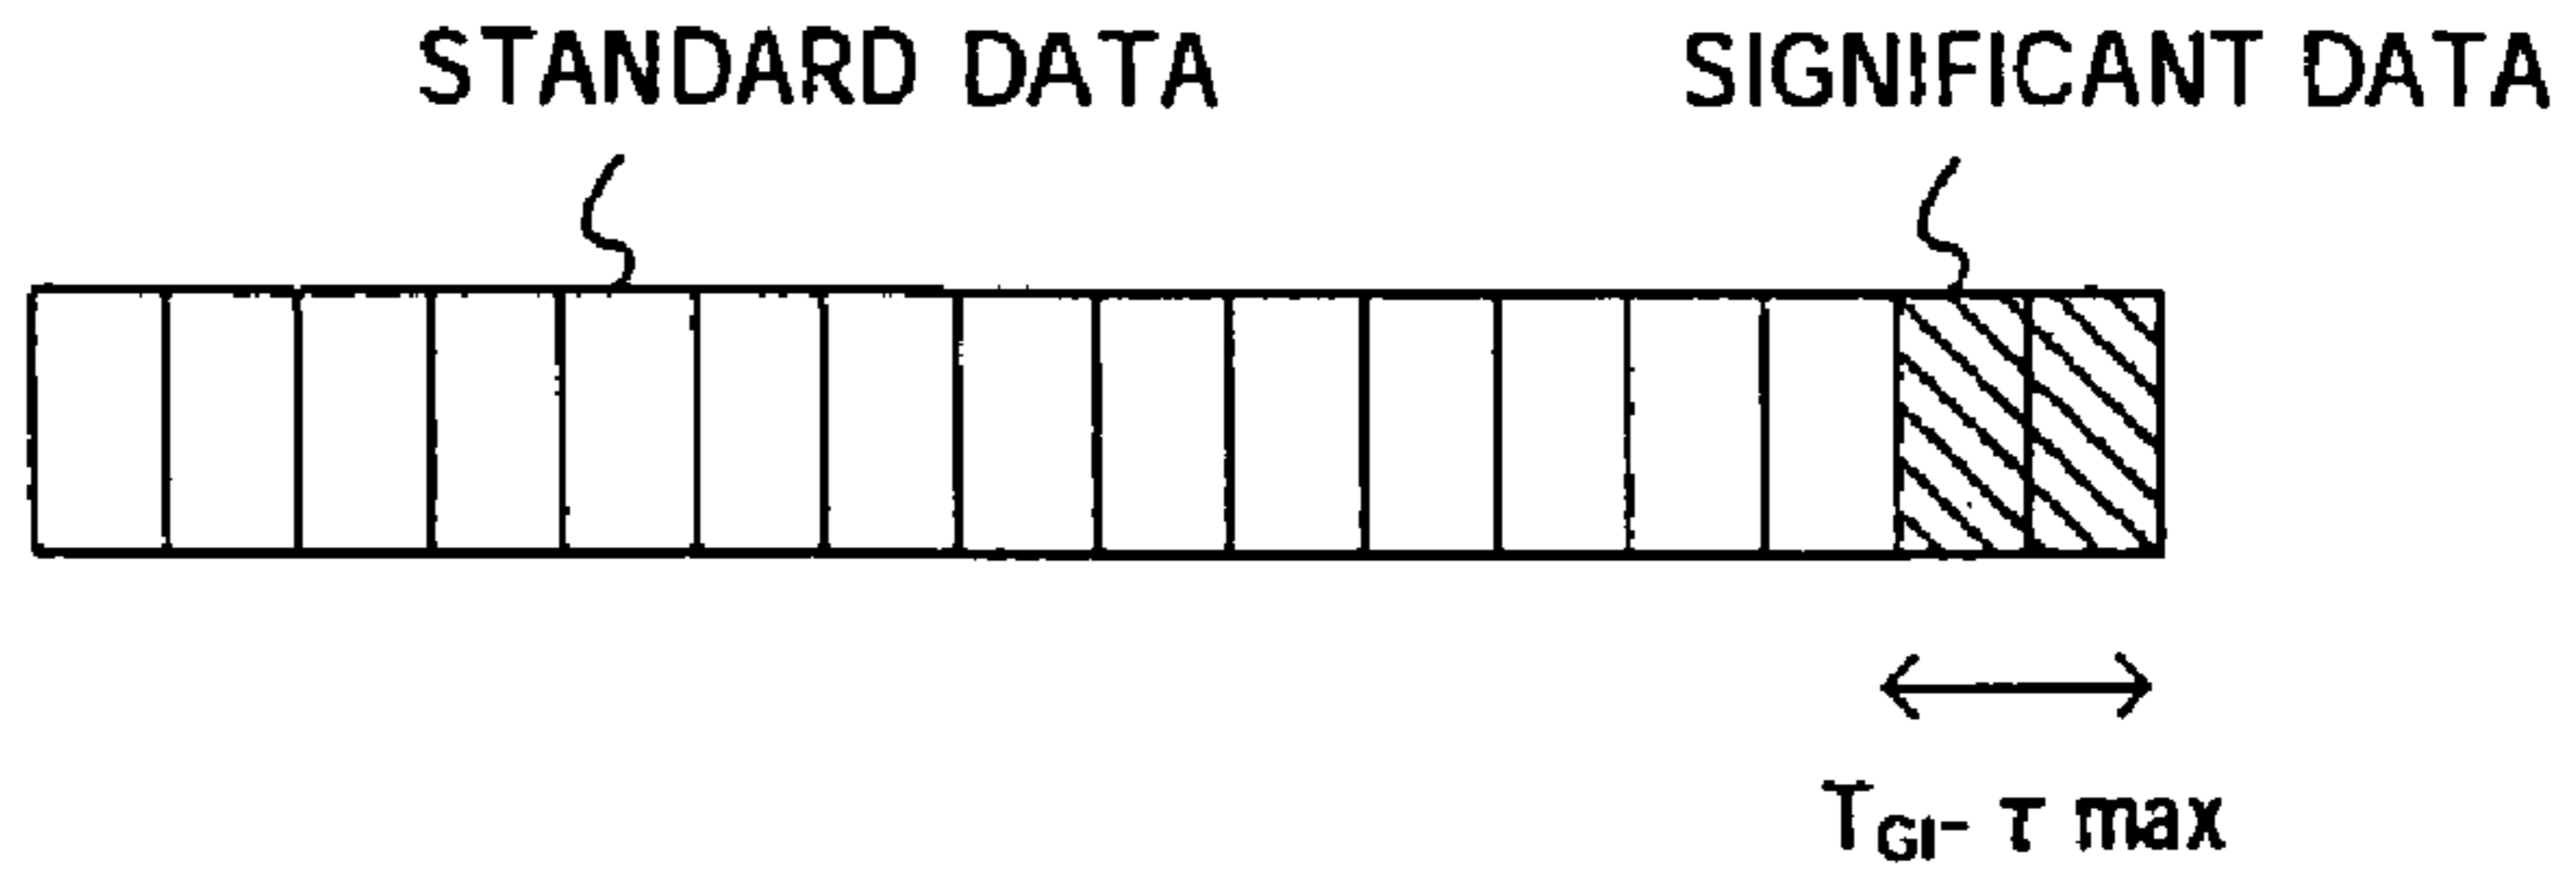 STANDARD DATA
SIGNIFICANT DATA
TGI- τ max